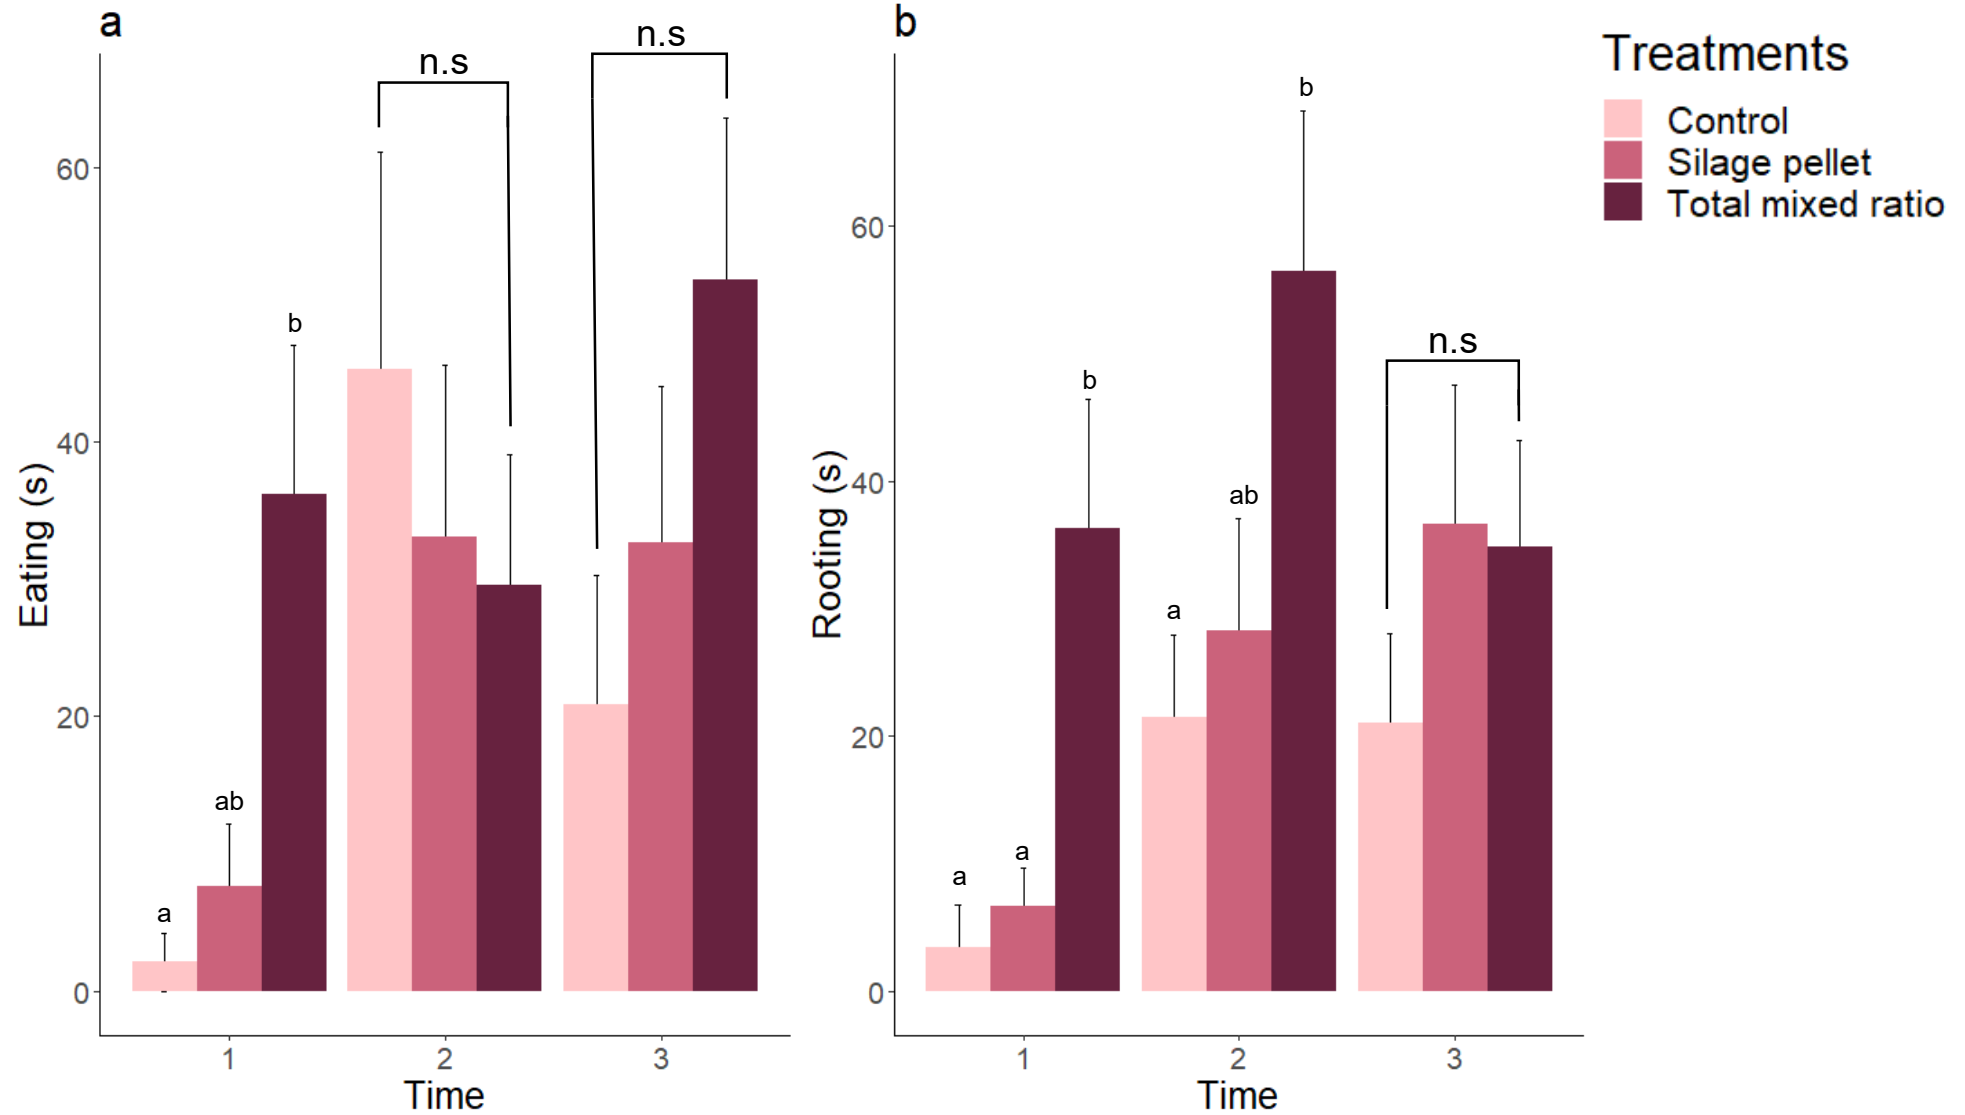 a
n.s
n.s
60
40
20
0
Eating (s)
a
ab
b
1
2
3
Time
b
b
n.s
60
40
20
0
Rooting (s)
a
a
b
a
ab
1
2
3
Time
Treatments
Control
Silage pellet
Total mixed ratio